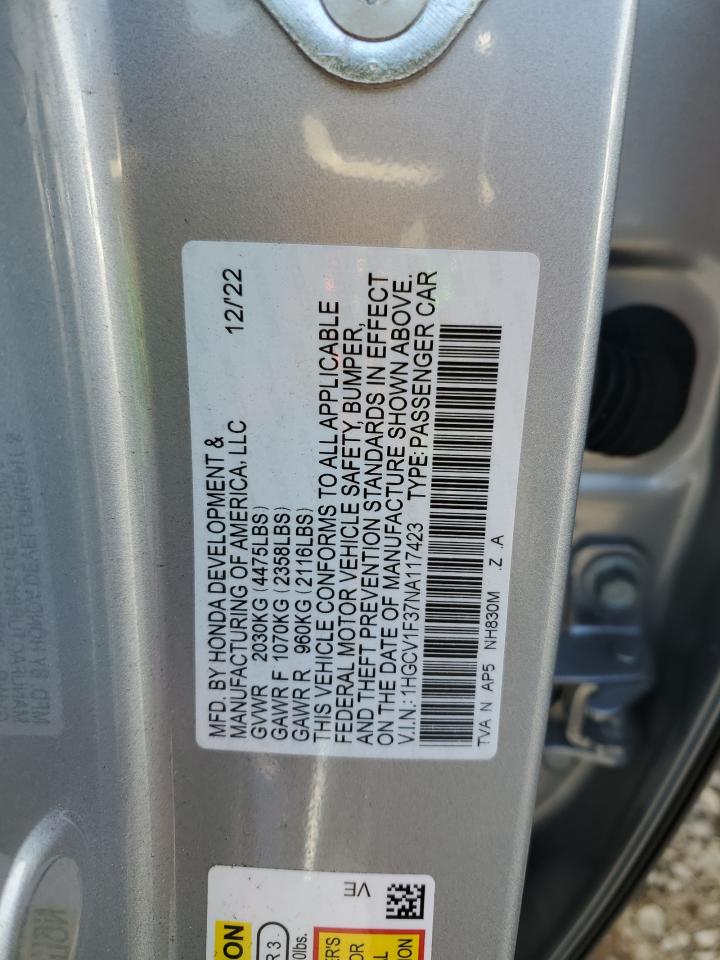 MFD. BY HONDA DEVELOPMENT &
MANUFACTURING OF AMERICA, LLC 12/'22
GVWR 2030KG (4475LBS)
GAWR F 1070KG (2358LBS)
GAWR R 960KG (2116LBS)
THIS VEHICLE CONFORMS TO ALL APPLICABLE
FEDERAL MOTOR VEHICLE SAFETY, BUMPER,
AND THEFT PREVENTION STANDARDS IN EFFECT
ON THE DATE OF MANUFACTURE SHOWN ABOVE.
V.I.N.: 1HGCV1F37NA117423 TYPE: PASSENGER CAR
TVA N AP5 NH830M .Z .A
VE